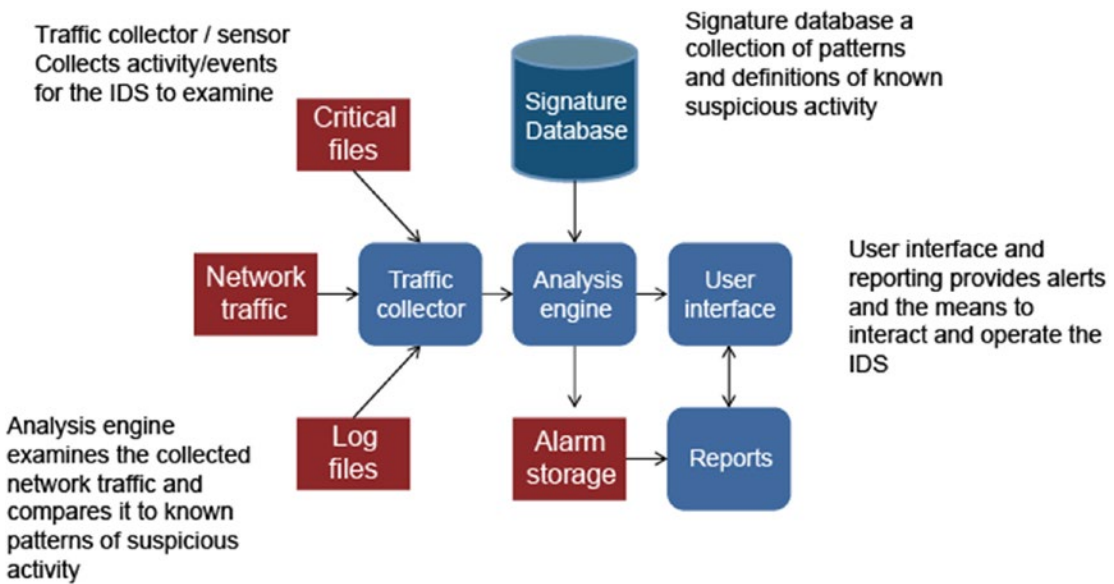 Traffic collector / sensor
Collects activity/events
for the IDS to examine
Signature database a
collection of patterns
and definitions of known
suspicious activity
Signature
Database
Critical
files
Network
traffic
Traffic
collector
Analysis
engine
User
interface
User interface and
reporting provides alerts
and the means to
interact and operate the
IDS
Analysis engine
examines the collected
network traffic and
compares it to known
patterns of suspicious
activity
Log
files
Alarm
storage
Reports